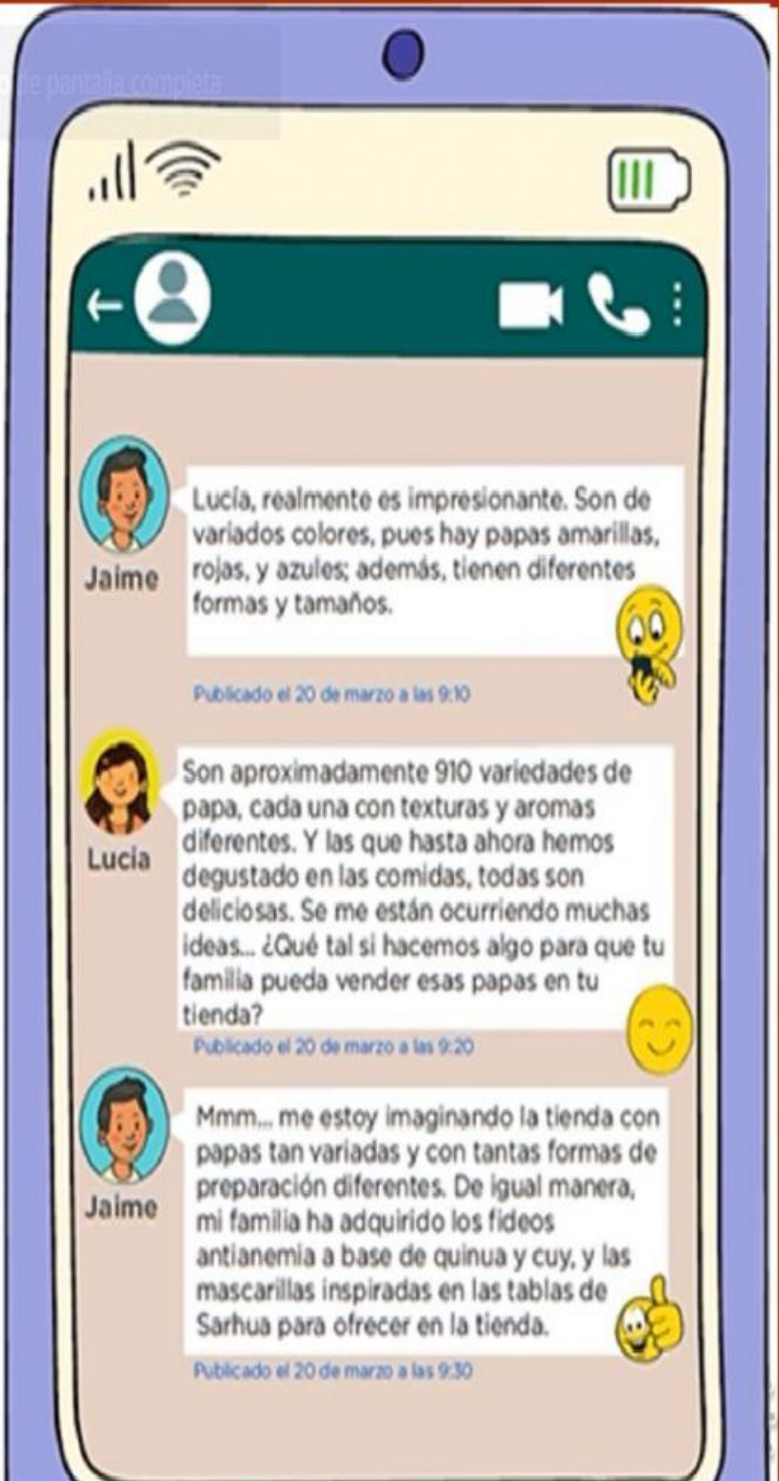 de pantalla completa
Lucía, realmente es impresionante. Son de
variados colores, pues hay papas amarillas,
rojas, y azules; además, tienen diferentes
formas y tamaños.
Jaime
Publicado el 20 de marzo a las 9:10
Son aproximadamente 910 variedades de
papa, cada una con texturas y aromas
diferentes. Y las que hasta ahora hemos
degustado en las comidas, todas son
deliciosas. Se me están ocurriendo muchas
ideas... ¿Qué tal si hacemos algo para que tu
familia pueda vender esas papas en tu
tienda?
Lucia
Publicado el 20 de marzo a las 9:20
Mmm... me estoy imaginando la tienda con
papas tan variadas y con tantas formas de
preparación diferentes. De igual manera,
mi familia ha adquirido los fideos
antianemia a base de quinua y cuy, y las
mascarillas inspiradas en las tablas de
Sarhua para ofrecer en la tienda.
Jaime
Publicado el 20 de marzo a las 9:30